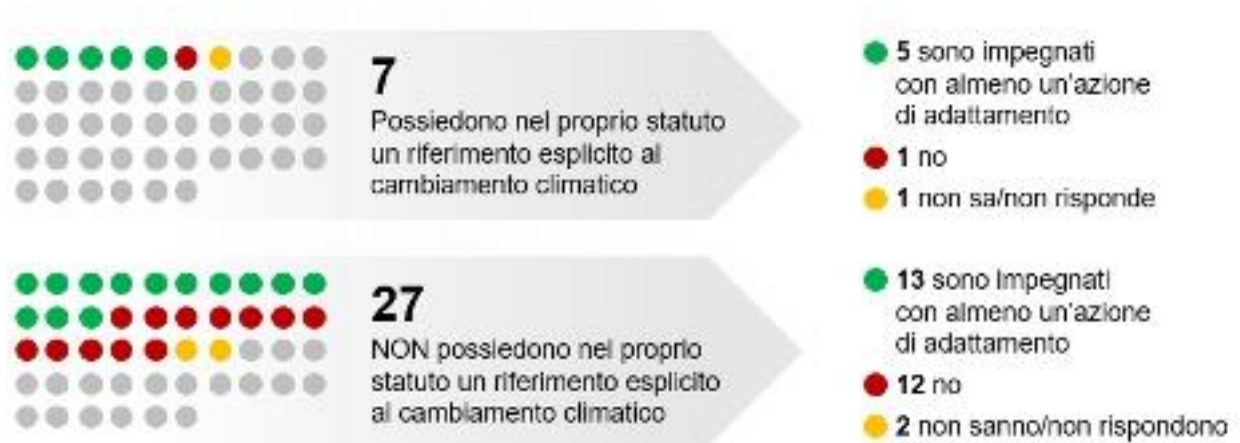 7
Possiedono nel proprio statuto
un riferimento esplicito al
cambiamento climatico
5 sono impegnati
con almeno un'azione
di adattamento
1 no
1 non sa/non risponde
27
NON possiedono nel proprio
statuto un riferimento esplicito
al cambiamento climatico
13 sono impegnati
con almeno un'azione
di adattamento
12 no
2 non sanno/non rispondono